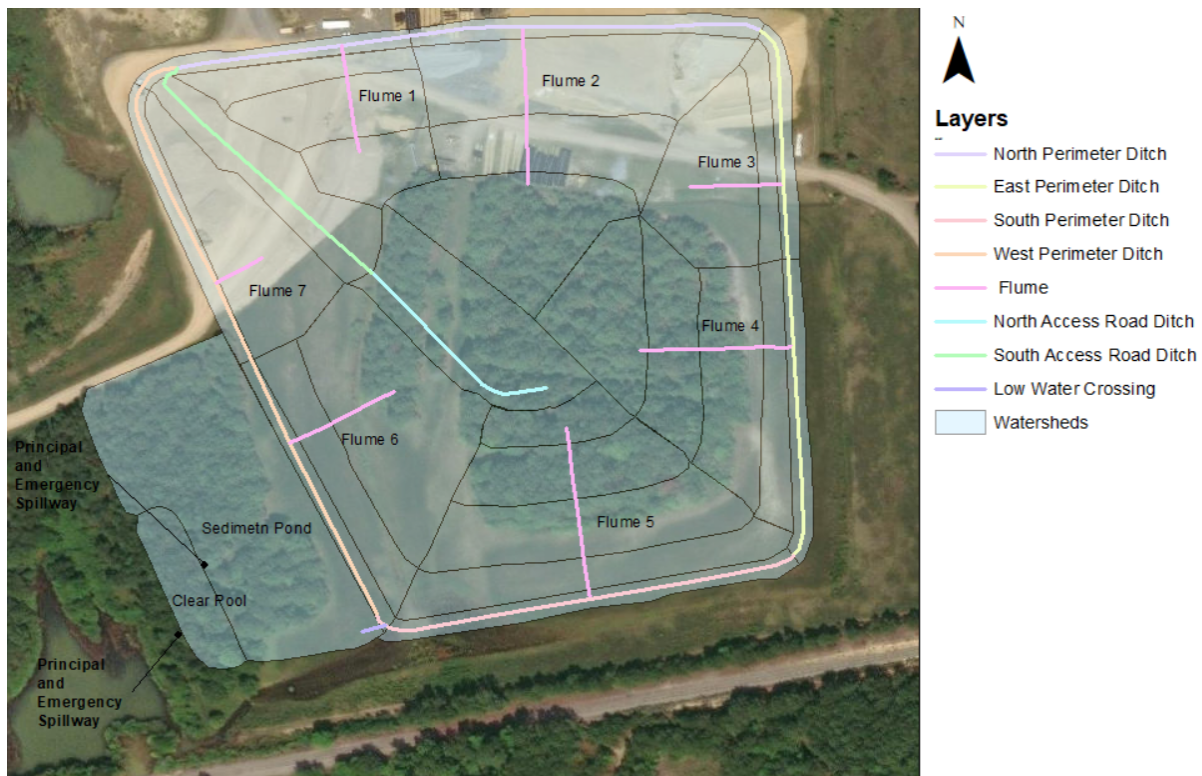 Flume 1
Flume 2
Flume 3
Flume 4
Flume 5
Flume 6
Flume 7
Principal
and
Emergency
Spillway
Sedimetn Pond
Clear Pool
Principal
and
Emergency
Spillway
N
Layers
North Perimeter Ditch
East Perimeter Ditch
South Perimeter Ditch
West Perimeter Ditch
Flume
North Access Road Ditch
South Access Road Ditch
Low Water Crossing
Watersheds